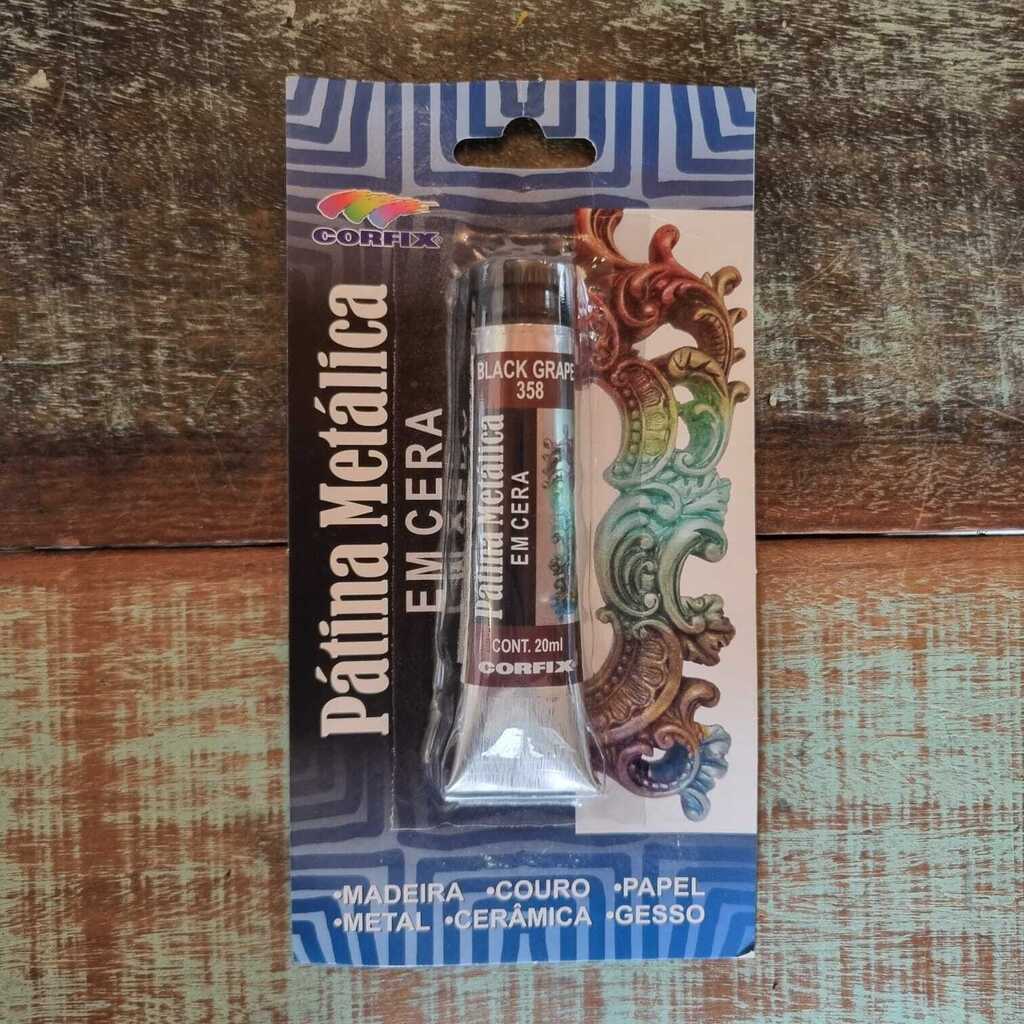 CORFIX
Pátina Metálica
EM CERA
BLACK GRAPE
358
Pátina Metálica
EM CERA
CONT. 20ml
CORFIX
•MADEIRA •COURO •PAPEL
•METAL •CERÂMICA •GESSO